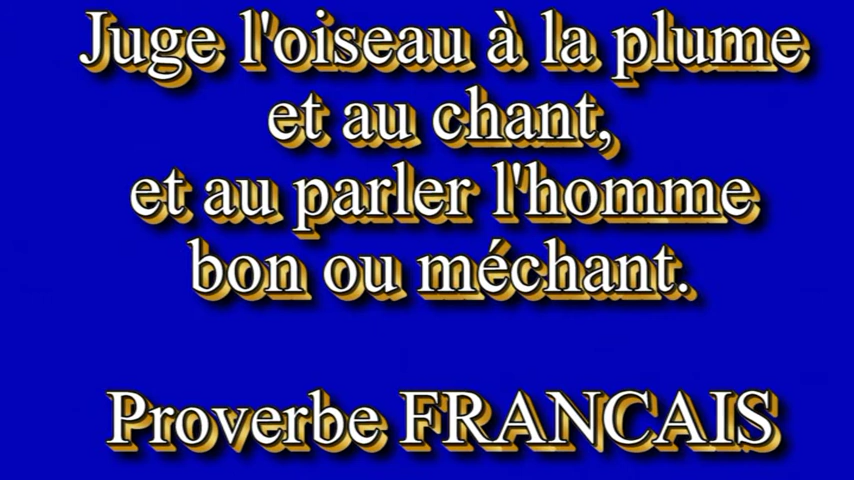 Juge l'oiseau à la plume
et au chant,
et au parler l'homme
bon ou méchant.
Proverbe FRANCAIS